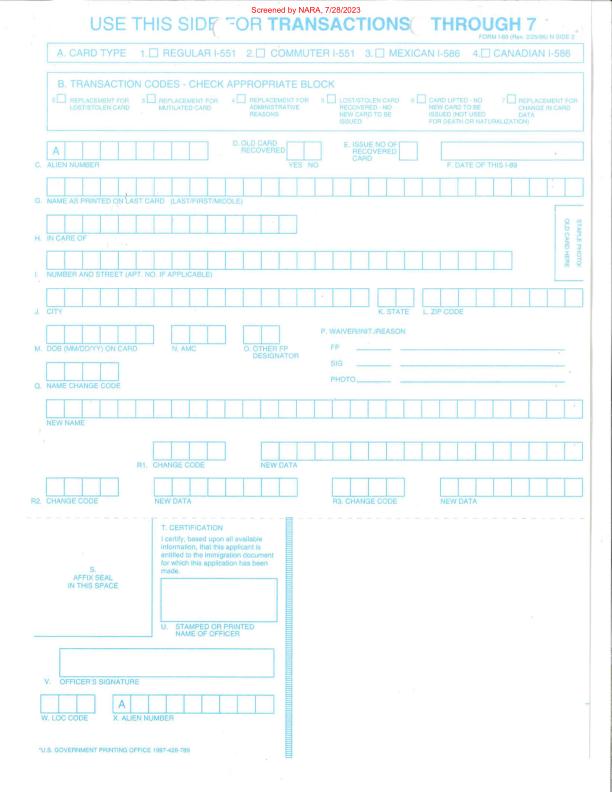 Screened by NARA, 7/28/2023
USE THIS SIDE FOR TRANSACTIONS THROUGH 7
FORM I-89 (Rev. 2/25/86) N SIDE 2
A. CARD TYPE 1. REGULAR I-551 2. COMMUTER I-551 3. MEXICAN I-586 4. CANADIAN I-586
B. TRANSACTION CODES - CHECK APPROPRIATE BLOCK
2 REPLACEMENT FOR LOST/STOLEN CARD
3 REPLACEMENT FOR MUTILATED CARD
4 REPLACEMENT FOR ADMINISTRATIVE REASONS
5 LOST/STOLEN CARD RECOVERED - NO NEW CARD TO BE ISSUED
6 CARD LIFTED - NO NEW CARD TO BE ISSUED (NOT USED FOR DEATH OR NATURALIZATION)
7 REPLACEMENT FOR CHANGE IN CARD DATA
A
C. ALIEN NUMBER
D. OLD CARD RECOVERED
YES NO
E. ISSUE NO OF RECOVERED CARD
F. DATE OF THIS I-89
G. NAME AS PRINTED ON LAST CARD (LAST/FIRST/MIDDLE)
H. IN CARE OF
STAPLE PHOTO/
OLD CARD HERE
I. NUMBER AND STREET (APT. NO. IF APPLICABLE)
J. CITY
K. STATE
L. ZIP CODE
M. DOB (MM/DD/YY) ON CARD
N. AMC
O. OTHER FP DESIGNATOR
P. WAIVER/INIT./REASON
FP
SIG
PHOTO
Q. NAME CHANGE CODE
NEW NAME
R1. CHANGE CODE
NEW DATA
R2. CHANGE CODE
NEW DATA
R3. CHANGE CODE
NEW DATA
S.
AFFIX SEAL
IN THIS SPACE
T. CERTIFICATION
I certify, based upon all available
information, that this applicant is
entitled to the immigration document
for which this application has been
made.
U. STAMPED OR PRINTED
NAME OF OFFICER
V. OFFICER'S SIGNATURE
A
W. LOC CODE
X. ALIEN NUMBER
*U.S. GOVERNMENT PRINTING OFFICE 1987-428-789